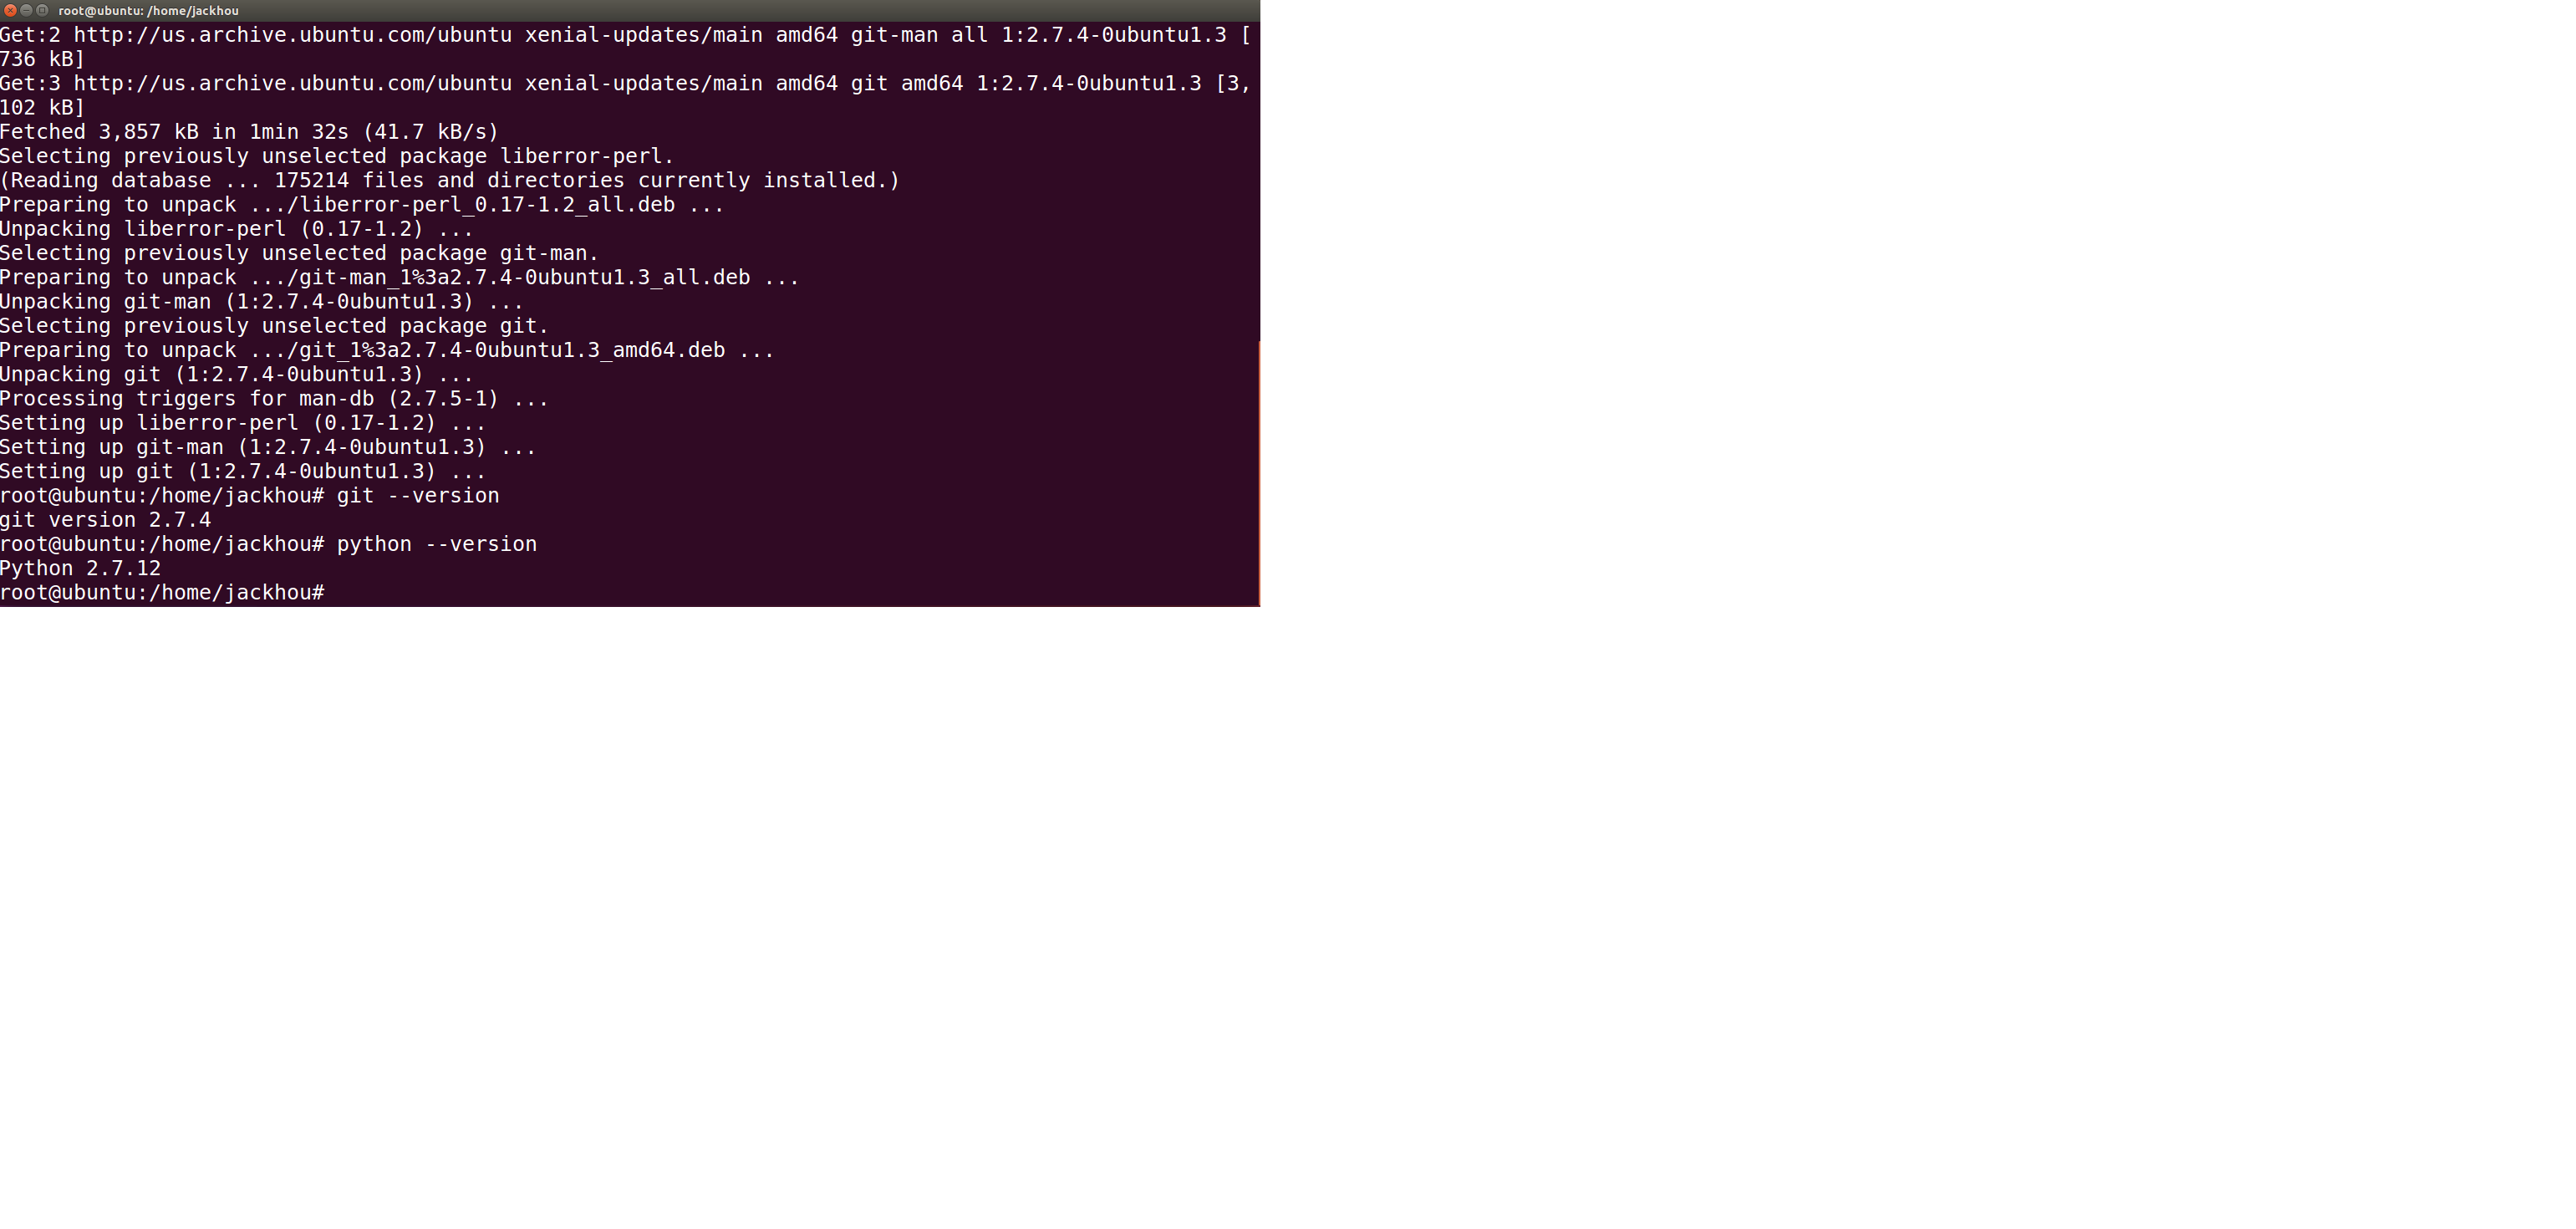 root@ubuntu: /home/jackhou
Get:2 http://us.archive.ubuntu.com/ubuntu xenial-updates/main amd64 git-man all 1:2.7.4-0ubuntu1.3 [
736 kB]
Get:3 http://us.archive.ubuntu.com/ubuntu xenial-updates/main amd64 git amd64 1:2.7.4-0ubuntu1.3 [3,
102 kB]
Fetched 3,857 kB in 1min 32s (41.7 kB/s)
Selecting previously unselected package liberror-perl.
(Reading database ... 175214 files and directories currently installed.)
Preparing to unpack .../liberror-perl_0.17-1.2_all.deb ...
Unpacking liberror-perl (0.17-1.2) ...
Selecting previously unselected package git-man.
Preparing to unpack .../git-man_1%3a2.7.4-0ubuntu1.3_all.deb ...
Unpacking git-man (1:2.7.4-0ubuntu1.3) ...
Selecting previously unselected package git.
Preparing to unpack .../git_1%3a2.7.4-0ubuntu1.3_amd64.deb ...
Unpacking git (1:2.7.4-0ubuntu1.3) ...
Processing triggers for man-db (2.7.5-1) ...
Setting up liberror-perl (0.17-1.2) ...
Setting up git-man (1:2.7.4-0ubuntu1.3) ...
Setting up git (1:2.7.4-0ubuntu1.3) ...
root@ubuntu:/home/jackhou# git --version
git version 2.7.4
root@ubuntu:/home/jackhou# python --version
Python 2.7.12
root@ubuntu:/home/jackhou#